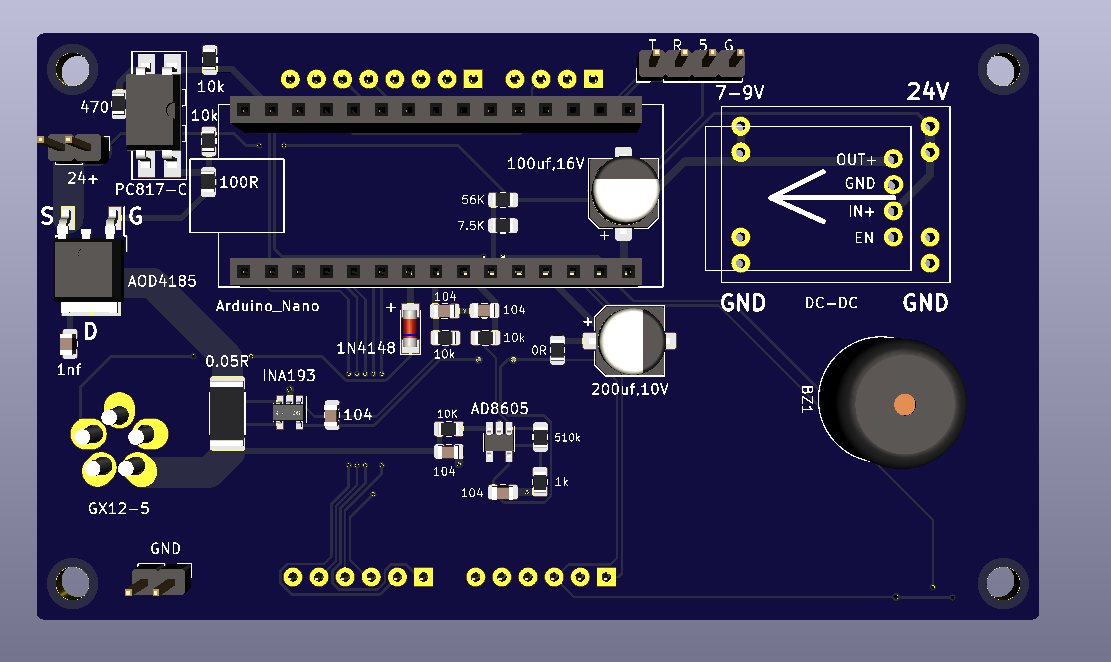 T R 5 G
7-9V
24V
10k
470
10k
24+
PC817-C
100R
100uf,16V
56K
7.5K
+
OUT+
GND
IN+
EN
S
G
AOD4185
D
1nf
Arduino_Nano
+
1N4148
104
104
10k
10k
0R
+
200uf,10V
GND
DC-DC
GND
BZ1
0.05R
INA193
104
10K
AD8605
510k
104
104
1k
GX12-5
GND